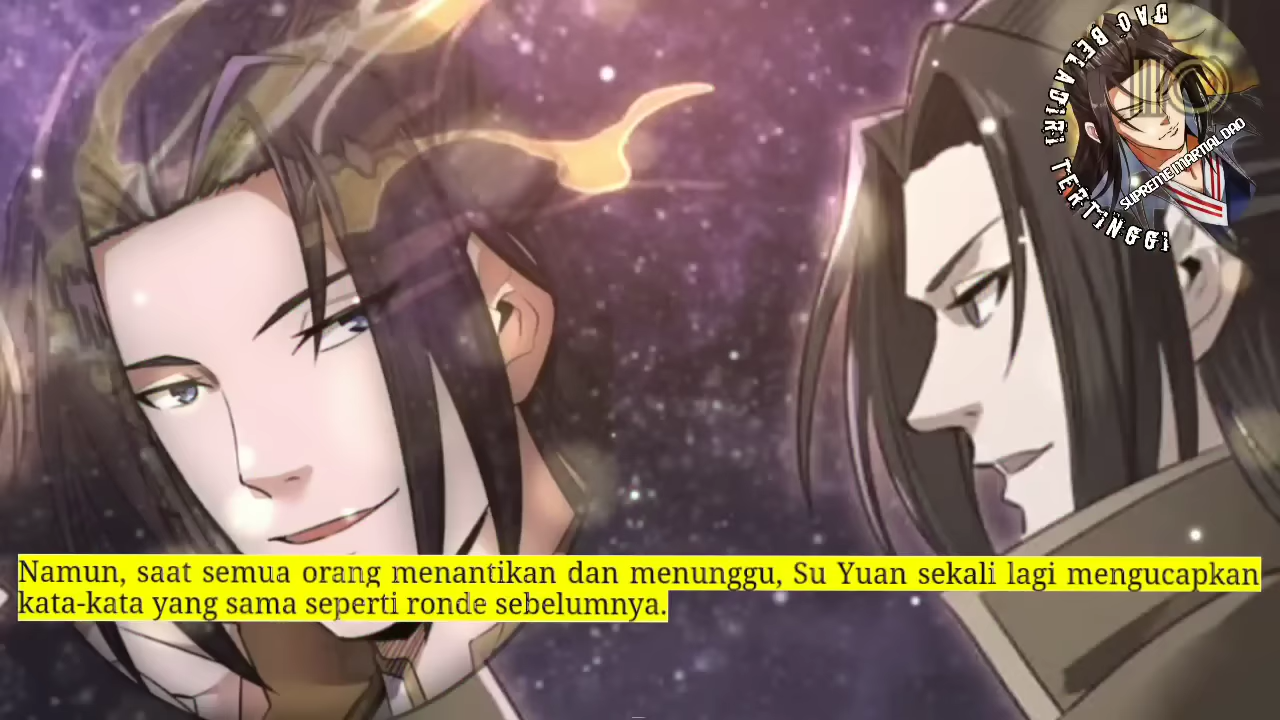 DAO BELADIRI TERTINGGI
SUPREME MARTIAL DAO
Namun, saat semua orang menantikan dan menunggu, Su Yuan sekali lagi mengucapkan
kata-kata yang sama seperti ronde sebelumnya.